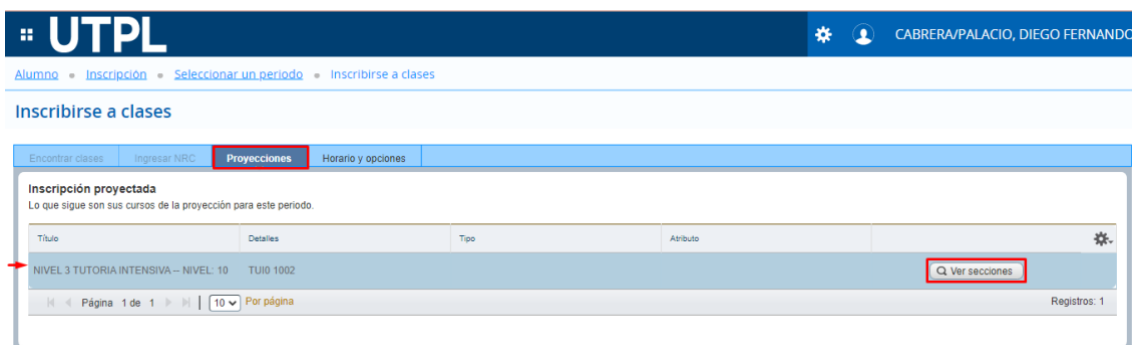 UTPL
CABRERA/PALACIO, DIEGO FERNANDO
Alumno Inscripción Seleccionar un periodo Inscribirse a clases
Inscribirse a clases
Encontrar clases Ingresar NRC Proyecciones Horario y opciones
Inscripción proyectada
Lo que sigue son sus cursos de la proyección para este periodo.
Título Detalles Tipo Atributo
NIVEL 3 TUTORIA INTENSIVA -- NIVEL: 10 TUI0 1002 Ver secciones
Página 1 de 1 10 Por página Registros: 1